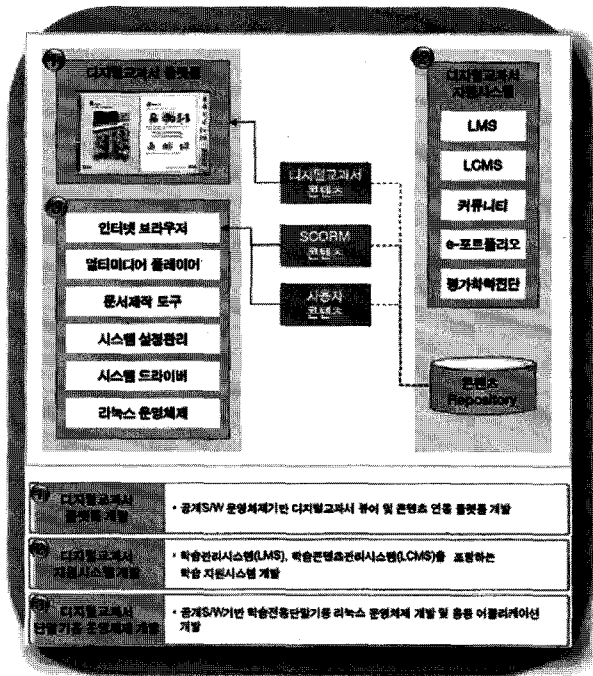 디지털교과서 플랫폼
인터넷 브라우저
멀티미디어 플레이어
문서제작 도구
시스템 설정관리
시스템 드라이버
리눅스 운영체제
디지털교과서
콘텐츠
SCORM
콘텐츠
사용자
콘텐츠
디지털교과서
지원시스템
LMS
LCMS
커뮤니티
e-포트폴리오
평가학력진단
콘텐츠
Repository
디지털교과서
플랫폼 개발
• 공개S/W 운영체제기반 디지털교과서 뷰어 및 콘텐츠 연동 플랫폼 개발
디지털교과서
지원시스템 개발
• 학습관리시스템(LMS), 학습콘텐츠관리시스템(LCMS)을 포함하는
학습 지원시스템 개발
디지털교과서
단말기용 운영체제 개발
• 공개S/W기반 학습전용단말기용 리눅스 운영체제 개발 및 응용 어플리케이션
개발